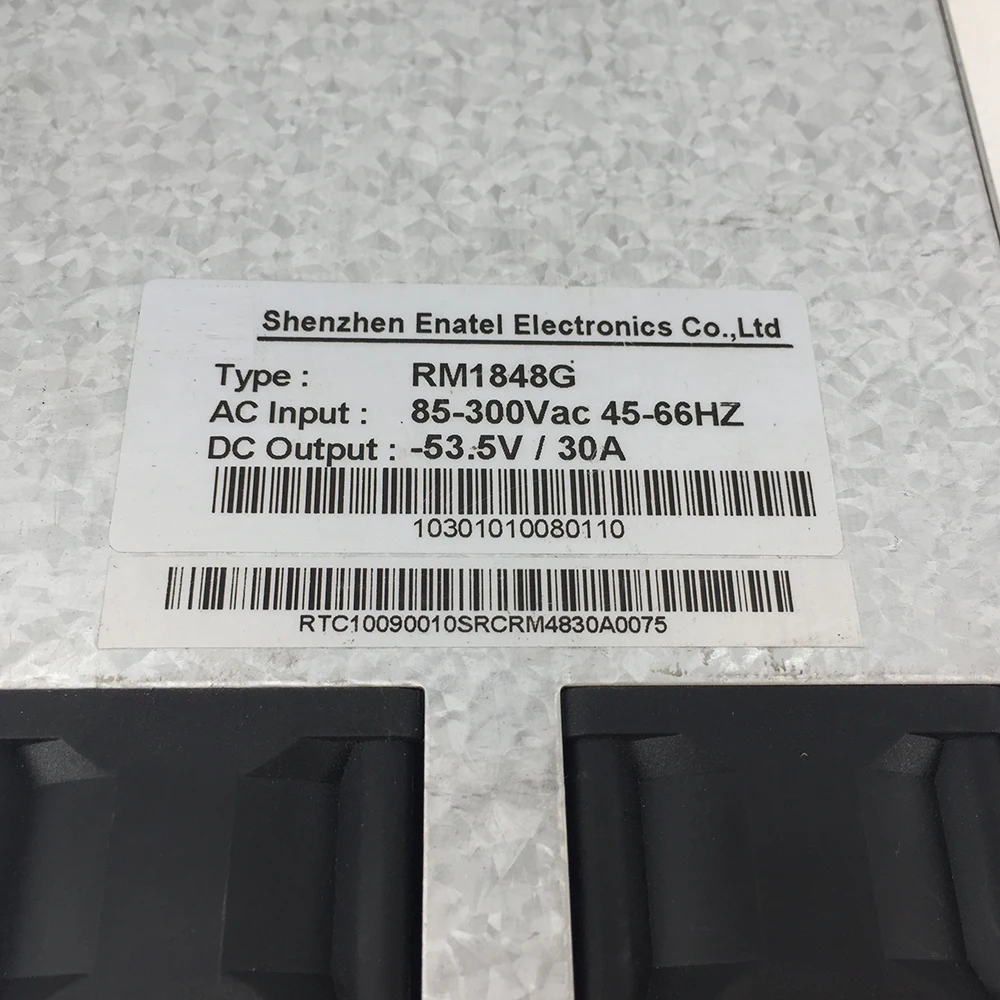 Shenzhen Enatel Electronics Co.,Ltd
Type : RM1848G
AC Input : 85-300Vac 45-66HZ
DC Output : -53.5V / 30A
10301010080110
RTC10090010SRCRM4830A0075